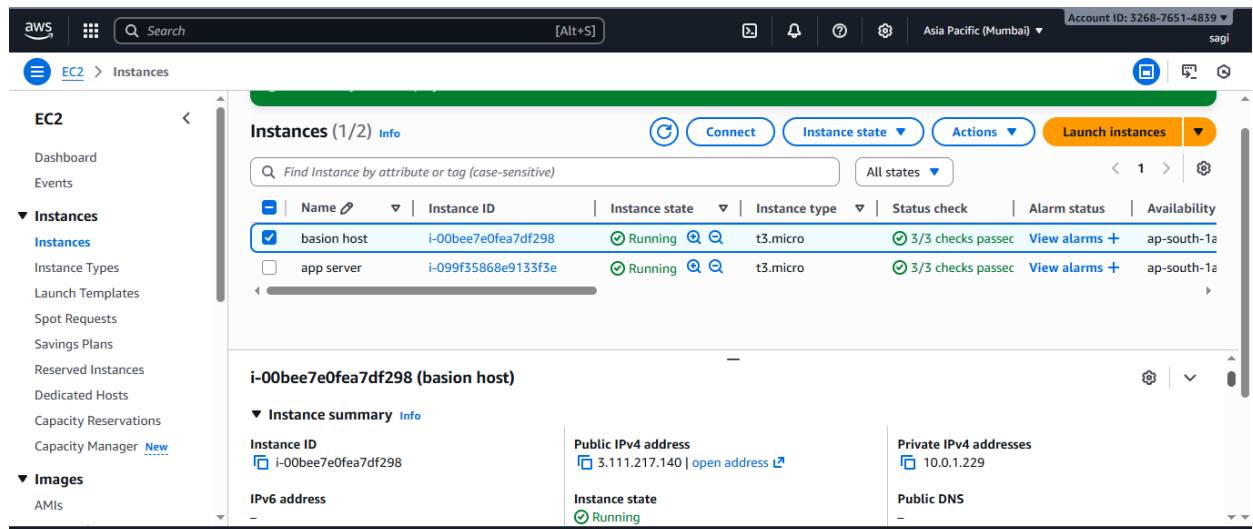 aws
Search [Alt+S]
Asia Pacific (Mumbai)
Account ID: 3268-7651-4839
sagi
EC2 > Instances
EC2
Dashboard
Events
Instances
Instances
Instance Types
Launch Templates
Spot Requests
Savings Plans
Reserved Instances
Dedicated Hosts
Capacity Reservations
Capacity Manager New
Images
AMIs
Instances (1/2) Info
Connect
Instance state
Actions
Launch instances
Find Instance by attribute or tag (case-sensitive)
All states
1
Name Instance ID Instance state Instance type Status check Alarm status Availability
basion host i-00bee7e0fea7df298 Running t3.micro 3/3 checks passec View alarms + ap-south-1a
app server i-099f35868e9133f3e Running t3.micro 3/3 checks passec View alarms + ap-south-1a
i-00bee7e0fea7df298 (basion host)
Instance summary Info
Instance ID
i-00bee7e0fea7df298
Public IPv4 address
3.111.217.140 | open address
Private IPv4 addresses
10.0.1.229
IPv6 address
–
Instance state
Running
Public DNS
–